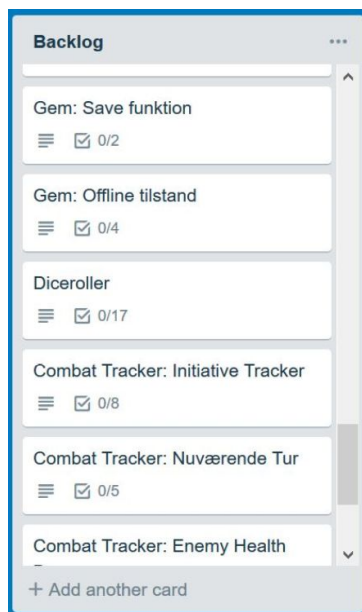 Backlog
Gem: Save funktion
0/2
Gem: Offline tilstand
0/4
Diceroller
0/17
Combat Tracker: Initiative Tracker
0/8
Combat Tracker: Nuværende Tur
0/5
Combat Tracker: Enemy Health
+ Add another card